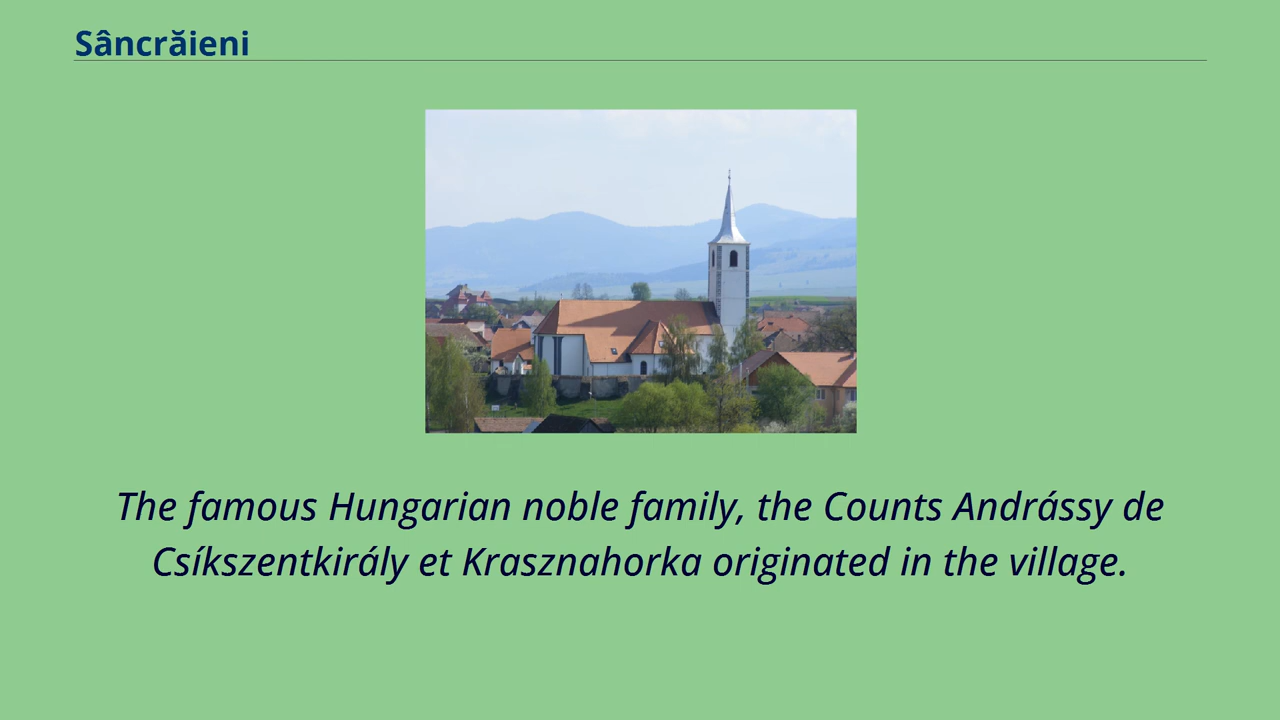 Sâncrăieni
The famous Hungarian noble family, the Counts Andrássy de
Csíkszentkirály et Krasznahorka originated in the village.